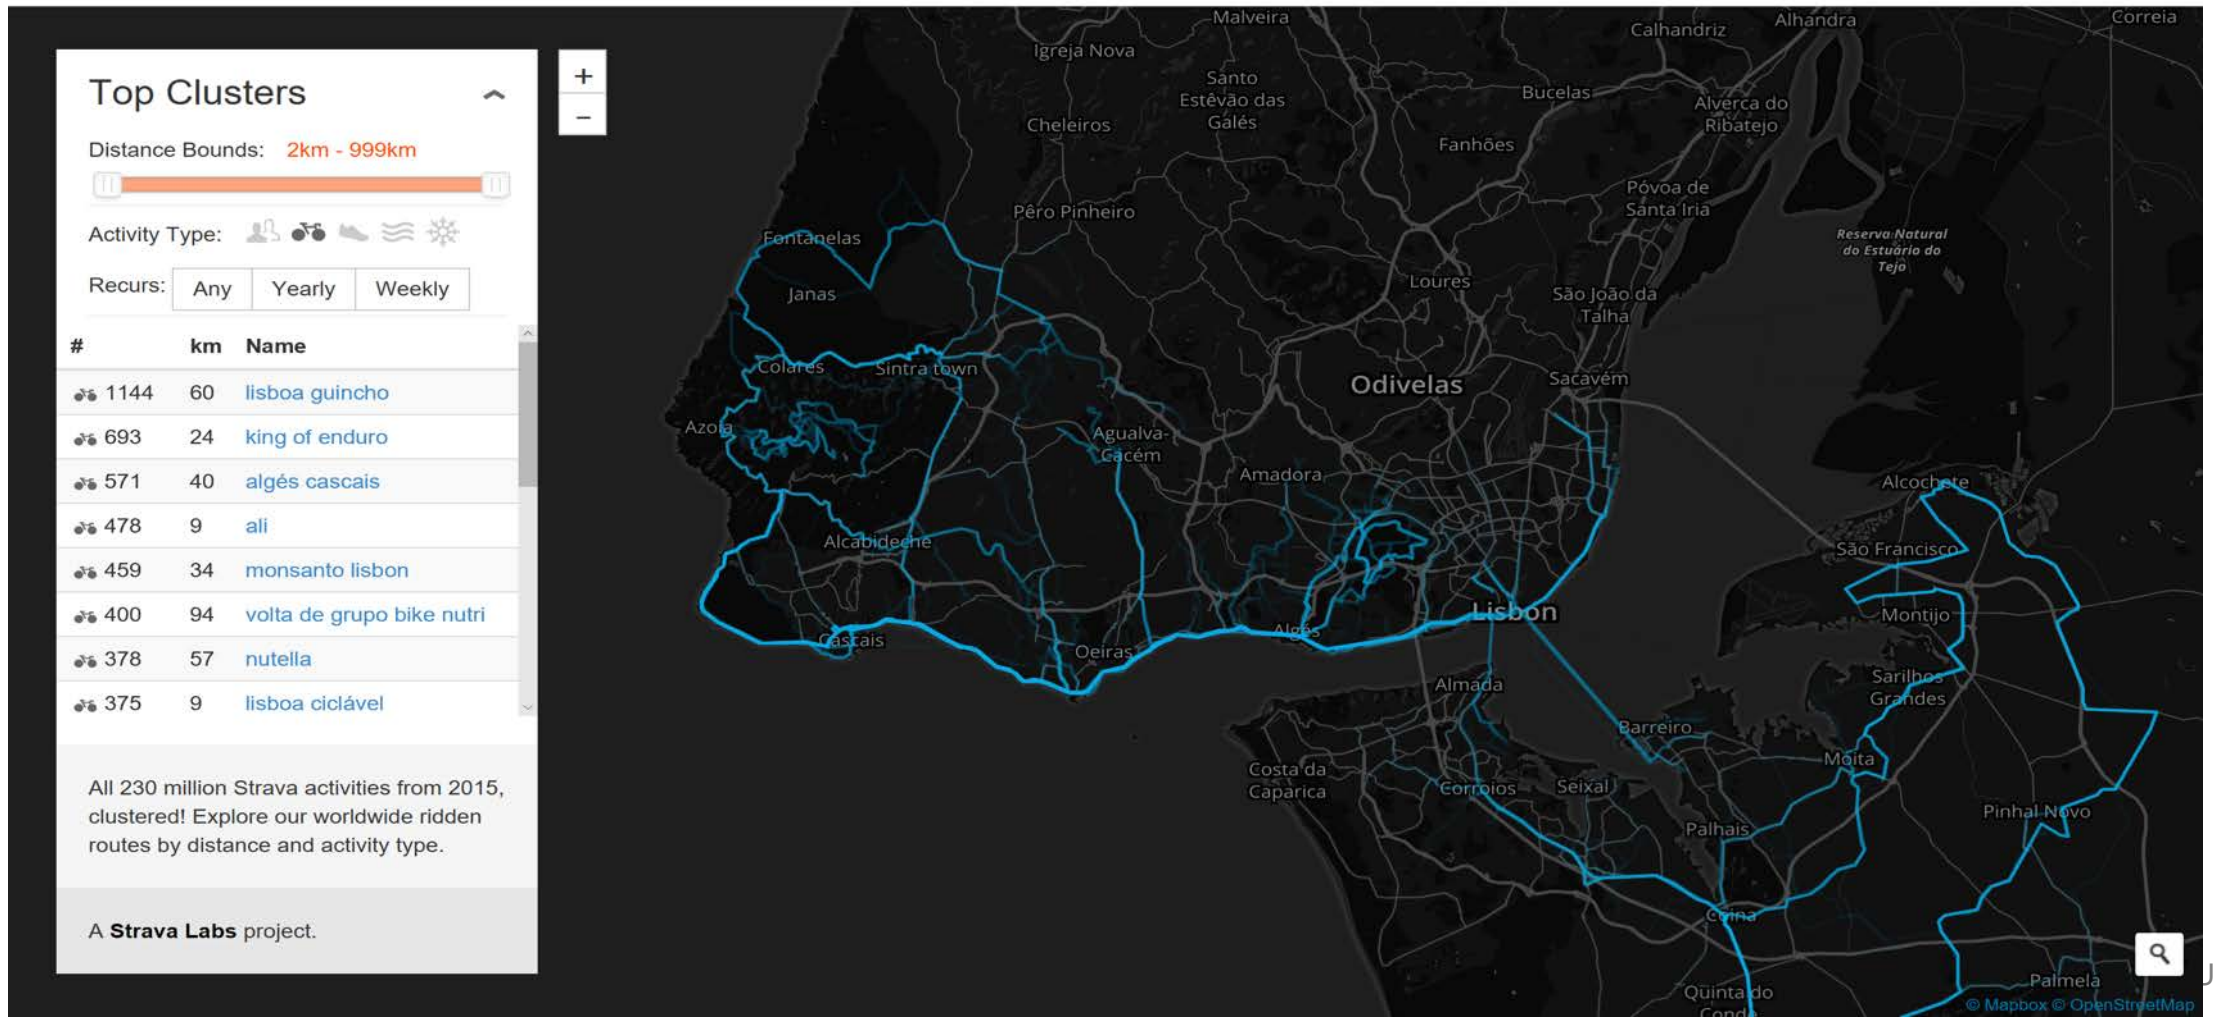 Top Clusters
Distance Bounds: 2km - 999km
Activity Type:
Recurs: Any Yearly Weekly
# km Name
1144 60 lisboa guincho
693 24 king of enduro
571 40 algés cascais
478 9 ali
459 34 monsanto lisbon
400 94 volta de grupo bike nutri
378 57 nutella
375 9 lisboa ciclável
All 230 million Strava activities from 2015,
clustered! Explore our worldwide ridden
routes by distance and activity type.
A Strava Labs project.
+
−
Malveira
Igreja Nova
Calhandriz
Alhandra
Correia
Santo
Estêvão das
Galés
Cheleiros
Bucelas
Alverca do
Ribatejo
Fanhões
Póvoa de
Santa Iria
Pêro Pinheiro
Fontanelas
Reserva Natural
do Estuário do
Tejo
Janas
Loures
São João da
Talha
Colares
Sintra town
Odivelas
Sacavém
Azoia
Agualva-
Cacém
Amadora
Alcochete
Alcabideche
São Francisco
Lisbon
Montijo
Cascais
Algés
Oeiras
Almada
Sarilhos
Grandes
Barreiro
Moita
Costa da
Caparica
Corroios
Seixal
Pinhal Novo
Palhais
Coina
Quinta do
Conde
Palmela
© Mapbox © OpenStreetMap